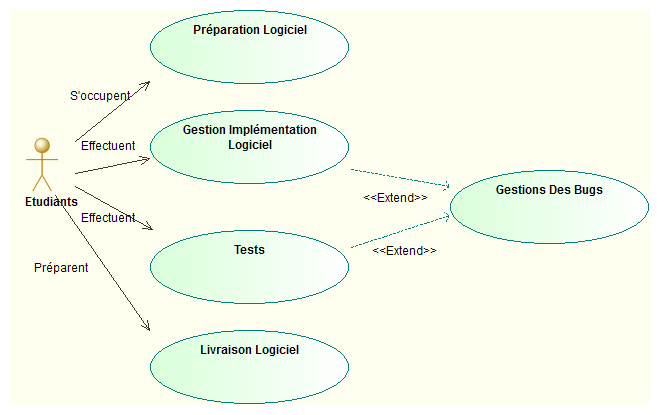 Préparation Logiciel
S'occupent
Gestion Implémentation
Logiciel
Effectuent
Gestions Des Bugs
<<Extend>>
Etudiants
Effectuent
Tests
<<Extend>>
Préparent
Livraison Logiciel